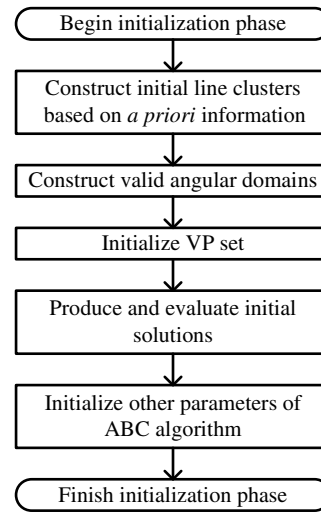 Begin initialization phase
Construct initial line clusters
based on a priori information
Construct valid angular domains
Initialize VP set
Produce and evaluate initial
solutions
Initialize other parameters of
ABC algorithm
Finish initialization phase